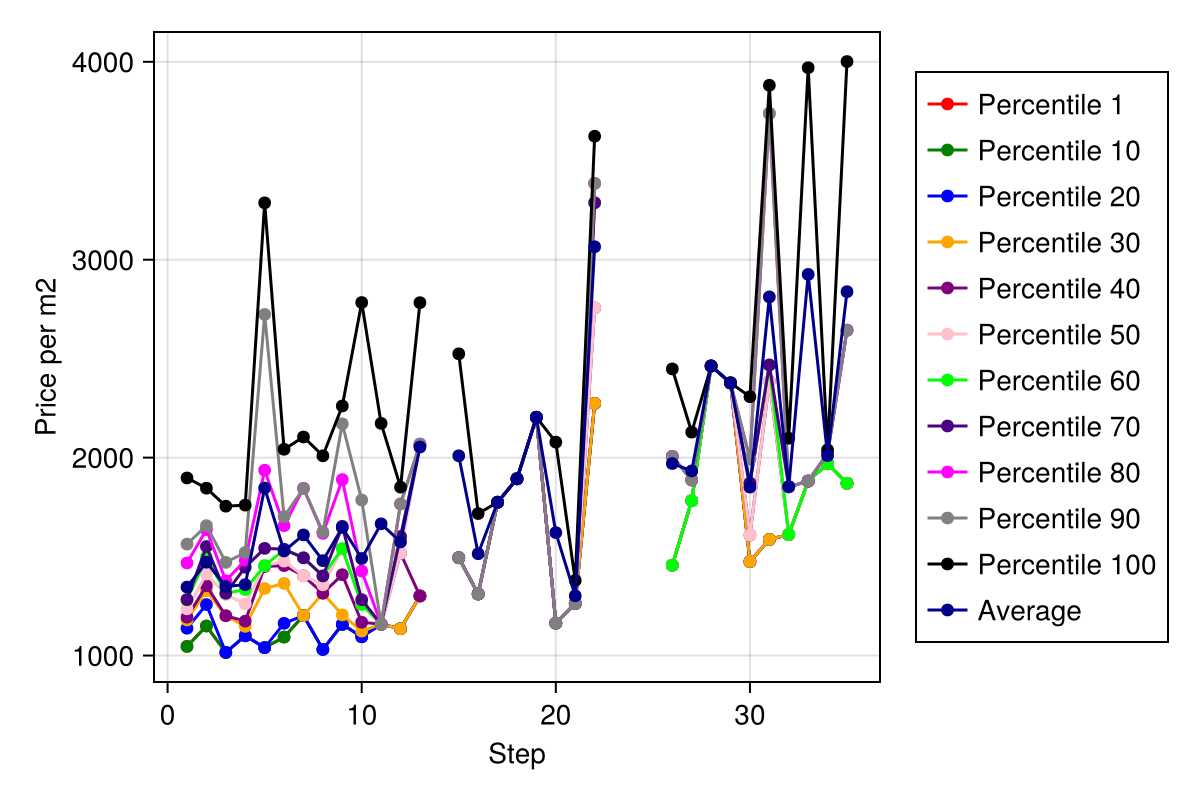 4000
3000
2000
1000
Price per m2
0 10 20 30
Step
Percentile 1
Percentile 10
Percentile 20
Percentile 30
Percentile 40
Percentile 50
Percentile 60
Percentile 70
Percentile 80
Percentile 90
Percentile 100
Average